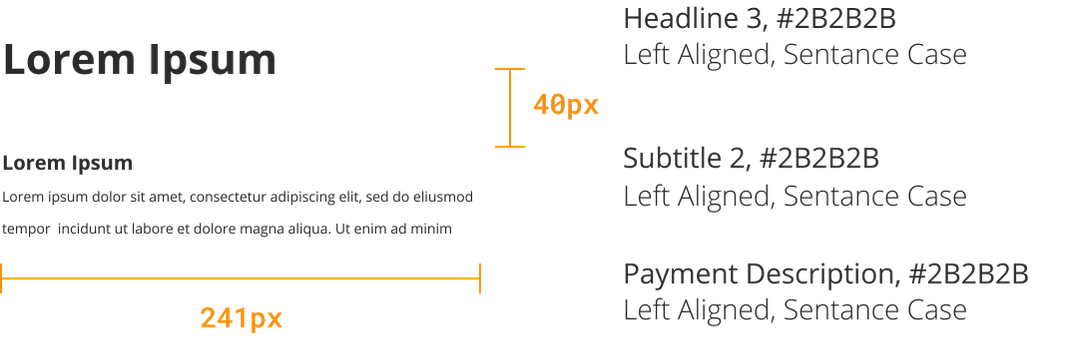 Lorem Ipsum
Headline 3, #2B2B2B
Left Aligned, Sentance Case
40px
Lorem Ipsum
Lorem ipsum dolor sit amet, consectetur adipiscing elit, sed do eliusmod
tempor  incidunt ut labore et dolore magna aliqua. Ut enim ad minim
Subtitle 2, #2B2B2B
Left Aligned, Sentance Case
241px
Payment Description, #2B2B2B
Left Aligned, Sentance Case